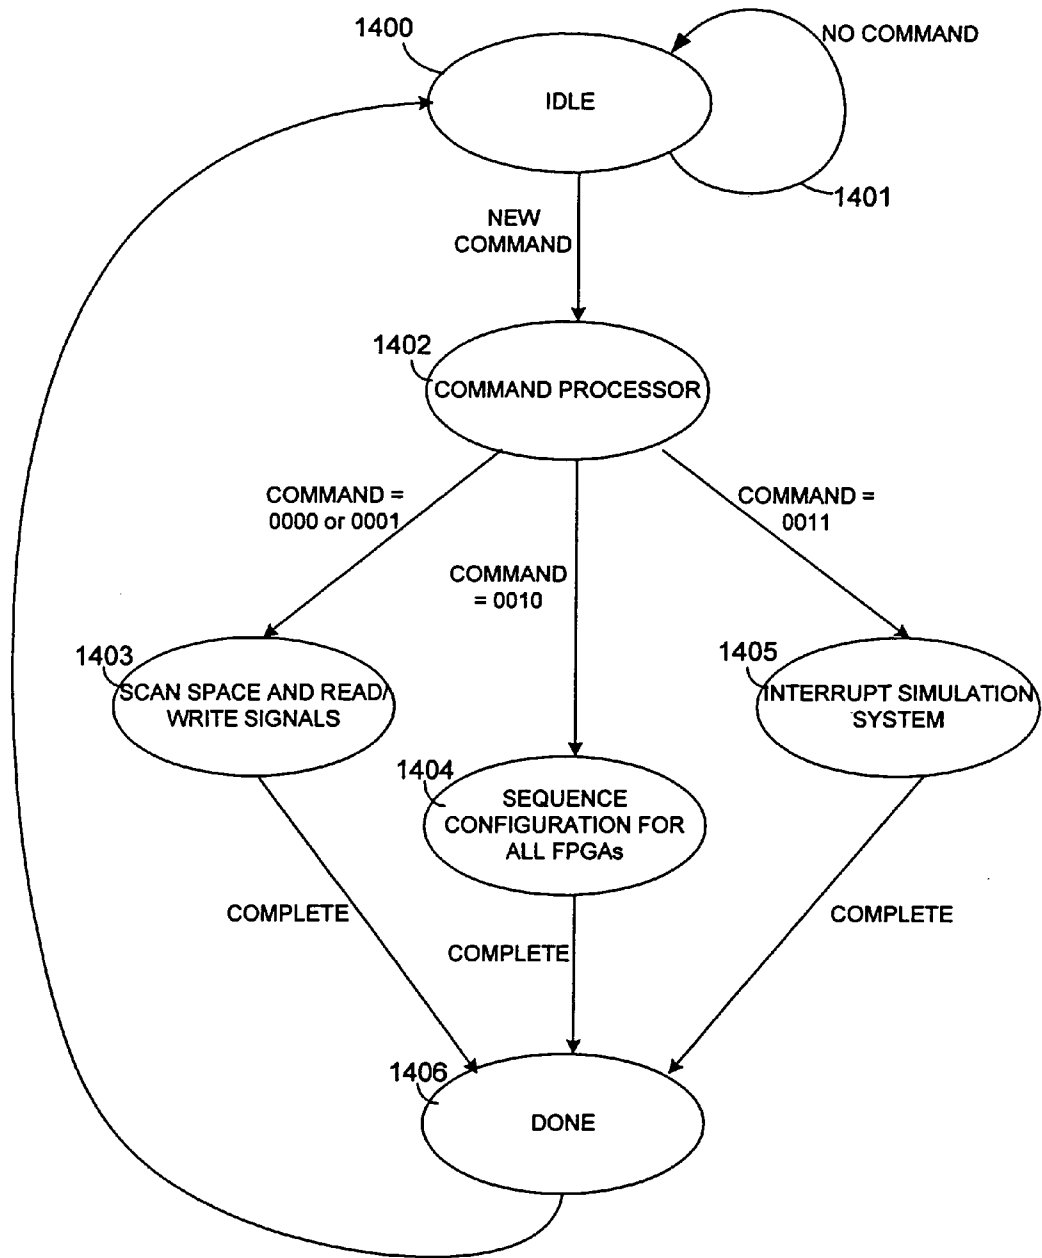 1400
NO COMMAND
IDLE
1401
NEW
COMMAND
1402
COMMAND PROCESSOR
COMMAND =
0000 or 0001
COMMAND =
0011
COMMAND
= 0010
1403
SCAN SPACE AND READ/
WRITE SIGNALS
1405
INTERRUPT SIMULATION
SYSTEM
1404
SEQUENCE
CONFIGURATION FOR
ALL FPGAs
COMPLETE
COMPLETE
COMPLETE
1406
DONE